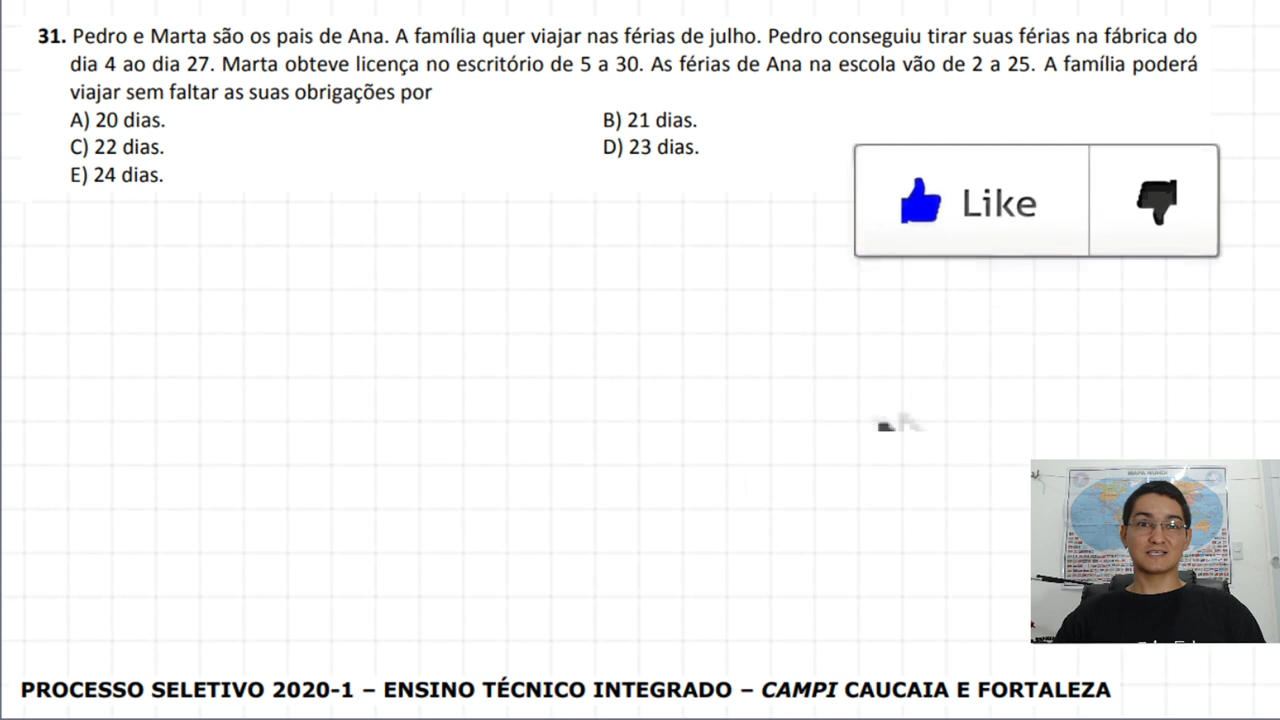 31. Pedro e Marta são os pais de Ana. A família quer viajar nas férias de julho. Pedro conseguiu tirar suas férias na fábrica do
dia 4 ao dia 27. Marta obteve licença no escritório de 5 a 30. As férias de Ana na escola vão de 2 a 25. A família poderá
viajar sem faltar as suas obrigações por
A) 20 dias.
B) 21 dias.
C) 22 dias.
D) 23 dias.
E) 24 dias.
Like
MAPA MUNDI
PROCESSO SELETIVO 2020-1 – ENSINO TÉCNICO INTEGRADO – CAMPI CAUCAIA E FORTALEZA